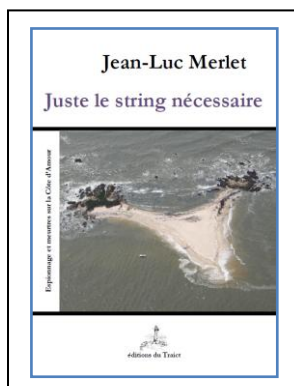 Jean-Luc Merlet
Juste le string nécessaire
Espionnage et meurtres sur la Côte d'Amour
éditions du Traict